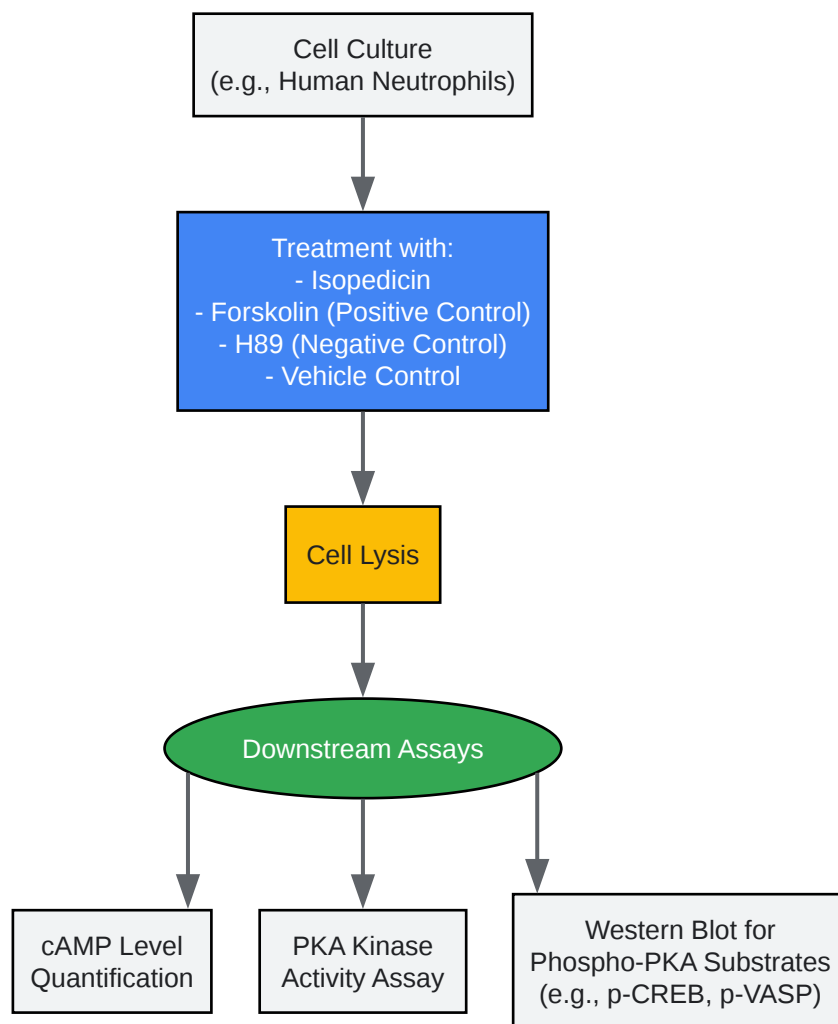 Cell Culture
(e.g., Human Neutrophils)
Treatment with:
- Isopedicin
- Forskolin (Positive Control)
- H89 (Negative Control)
- Vehicle Control
Cell Lysis
Downstream Assays
cAMP Level
Quantification
PKA Kinase
Activity Assay
Western Blot for
Phospho-PKA Substrates
(e.g., p-CREB, p-VASP)